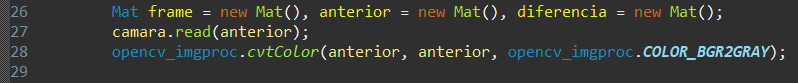 26 Mat frame = new Mat(), anterior = new Mat(), diferencia = new Mat();
27 camara.read(anterior);
28 opencv_imgproc.cvtColor(anterior, anterior, opencv_imgproc.COLOR_BGR2GRAY);
29